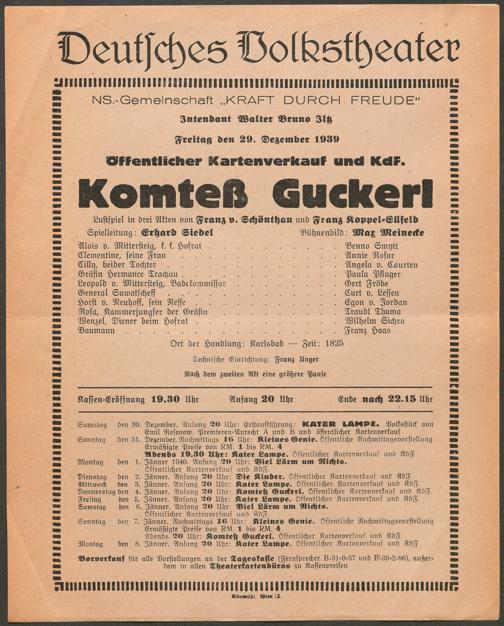 Deutsches Volkstheater
NS.-Gemeinschaft „KRAFT DURCH FREUDE“
Intendant Walter Bruno Iltz
Freitag den 29. Dezember 1939
Öffentlicher Kartenverkauf und KdF.
Komteß Guckerl
Lustspiel in drei Akten von Franz v. Schönthan und Franz Koppel-Ellfeld
Spielleitung: Erhard Siedel Bühnenbild: Max Meinecke
Alois v. Mittersteig, k. k. Hofrat . . . . Benno Smytt
Clementine, seine Frau . . . . Annie Rosar
Cilly, beider Tochter . . . . Angela v. Courten
Gräfin Hermance Trachau . . . . Paula Pfluger
Leopold v. Mittersteig, Badekommissar . . . . Gert Fröbe
General Suwatscheff . . . . Curt v. Lessen
Horst v. Neuhoff, sein Neffe . . . . Egon v. Jordan
Rosa, Kammerjungfer der Gräfin . . . . Traudl Thuma
Wenzel, Diener beim Hofrat . . . . Wilhelm Sichra
Baumann . . . . Franz Haas
Ort der Handlung: Karlsbad — Zeit: 1825
Technische Einrichtung: Franz Unger
Nach dem zweiten Akt eine größere Pause
Kassen-Eröffnung 19.30 Uhr Anfang 20 Uhr Ende nach 22.15 Uhr
Samstag den 30. Dezember. Anfang 20 Uhr: Erstaufführung: KATER LAMPE. Volksstück von
Emil Rosenow. Premieren-Anrecht A und B und öffentlicher Kartenverkauf
Sonntag den 31. Dezember. Nachmittags 16 Uhr: Kleines Genie. Öffentliche Nachmittagsvorstellung
Ermäßigte Preise von RM. 1 bis RM. 4
Abends 19.30 Uhr: Kater Lampe. Öffentlicher Kartenverkauf und KdF
Montag den 1. Jänner 1940. Anfang 20 Uhr: Viel Lärm um Nichts.
Öffentlicher Kartenverkauf und KdF.
Dienstag den 2. Jänner. Anfang 20 Uhr: Die Kinder. Öffentlicher Kartenverkauf und KdF
Mittwoch den 3. Jänner. Anfang 20 Uhr: Kater Lampe. Öffentlicher Kartenverkauf und KdF
Donnerstag den 4. Jänner. Anfang 20 Uhr: Komteß Guckerl. Öffentlicher Kartenverkauf und KdF
Freitag den 5. Jänner. Anfang 20 Uhr: Kater Lampe. Öffentlicher Kartenverkauf und KdF
Samstag den 6. Jänner. Anfang 20 Uhr: Viel Lärm um Nichts.
Öffentlicher Kartenverkauf und KdF
Sonntag den 7. Jänner. Nachmittags 16 Uhr: Kleines Genie. Öffentliche Nachmittagsvorstellung
Ermäßigte Preise von RM. 1 bis RM. 4
Abends 20 Uhr: Komteß Guckerl. Öffentlicher Kartenverkauf und KdF
Montag den 8. Jänner. Anfang 20 Uhr: Kater Lampe. Öffentlicher Kartenverkauf und KdF.
Vorverkauf für alle Vorstellungen an der Tageskasse (Fernsprecher B-31-0-37 und B-39-2-86), außer-
dem in allen Theaterkartenbüros zu Kassenpreisen
Elbemühl, Wien IX.